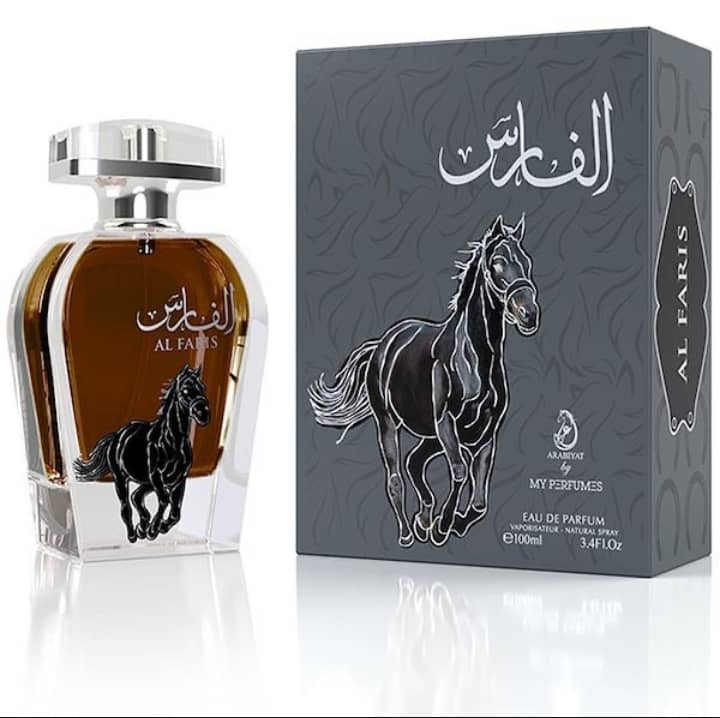 الفارس
AL FARIS
الفارس
ARABIYAT
by
MY PERFUMES
EAU DE PARFUM
VAPORISATEUR - NATURAL SPRAY
℮100ml 3.4Fl.Oz
AL FARIS